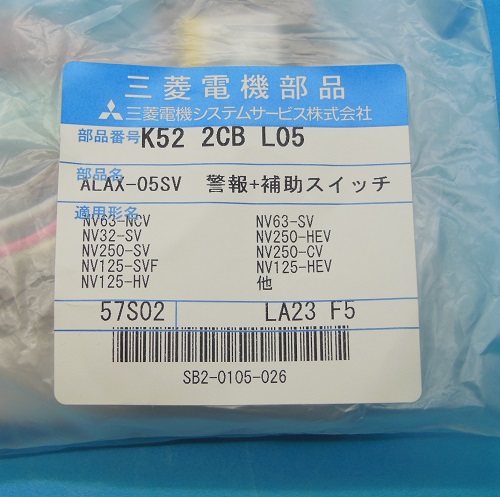 三菱電機部品
三菱電機システムサービス株式会社
部品番号 K52 2CB L05
部品名
ALAX-05SV 警報+補助スイッチ
適用形名
NV63-NCV NV63-SV
NV32-SV NV250-HEV
NV250-SV NV250-CV
NV125-SVF NV125-HEV
NV125-HV 他
57S02 LA23 F5
SB2-0105-026